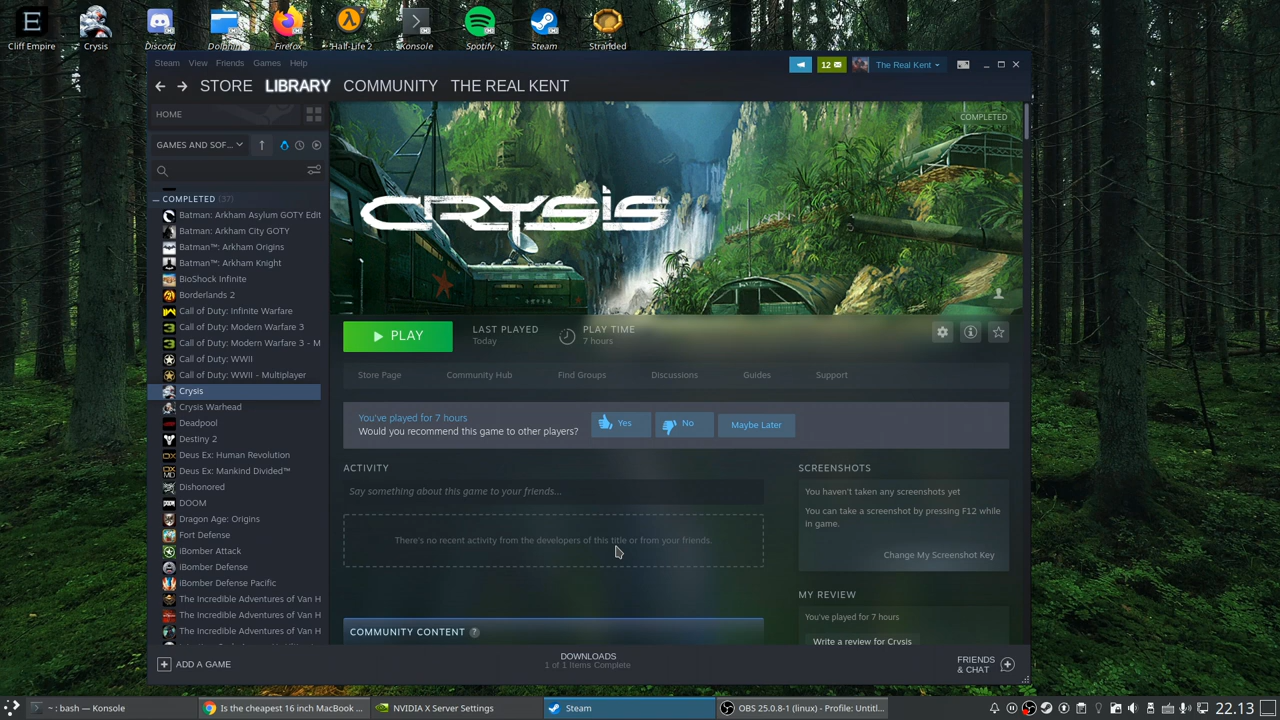 Cliff Empire
Crysis
Discord
Dolphin
Firefox
Half-Life 2
Konsole
Spotify
Steam
Stranded
Steam View Friends Games Help
12
The Real Kent
STORE LIBRARY COMMUNITY THE REAL KENT
HOME
GAMES AND SOF...
COMPLETED (37)
Batman: Arkham Asylum GOTY Edit
Batman: Arkham City GOTY
Batman™: Arkham Origins
Batman™: Arkham Knight
BioShock Infinite
Borderlands 2
Call of Duty: Infinite Warfare
Call of Duty: Modern Warfare 3
Call of Duty: Modern Warfare 3 - M
Call of Duty: WWII
Call of Duty: WWII - Multiplayer
Crysis
Crysis Warhead
Deadpool
Destiny 2
Deus Ex: Human Revolution
Deus Ex: Mankind Divided™
Dishonored
DOOM
Dragon Age: Origins
Fort Defense
iBomber Attack
iBomber Defense
iBomber Defense Pacific
The Incredible Adventures of Van H
The Incredible Adventures of Van H
The Incredible Adventures of Van H
ADD A GAME
COMPLETED
CRYSIS
PLAY
LAST PLAYED
Today
PLAY TIME
7 hours
Store Page Community Hub Find Groups Discussions Guides Support
You've played for 7 hours
Would you recommend this game to other players?
Yes
No
Maybe Later
ACTIVITY
Say something about this game to your friends...
There's no recent activity from the developers of this title or from your friends.
COMMUNITY CONTENT ?
SCREENSHOTS
You haven't taken any screenshots yet
You can take a screenshot by pressing F12 while
in game.
Change My Screenshot Key
MY REVIEW
You've played for 7 hours
Write a review for Crysis
DOWNLOADS
1 of 1 Items Complete
FRIENDS
& CHAT
~ : bash — Konsole
Is the cheapest 16 inch MacBook ...
NVIDIA X Server Settings
Steam
OBS 25.0.8-1 (linux) - Profile: Untitl...
22.13